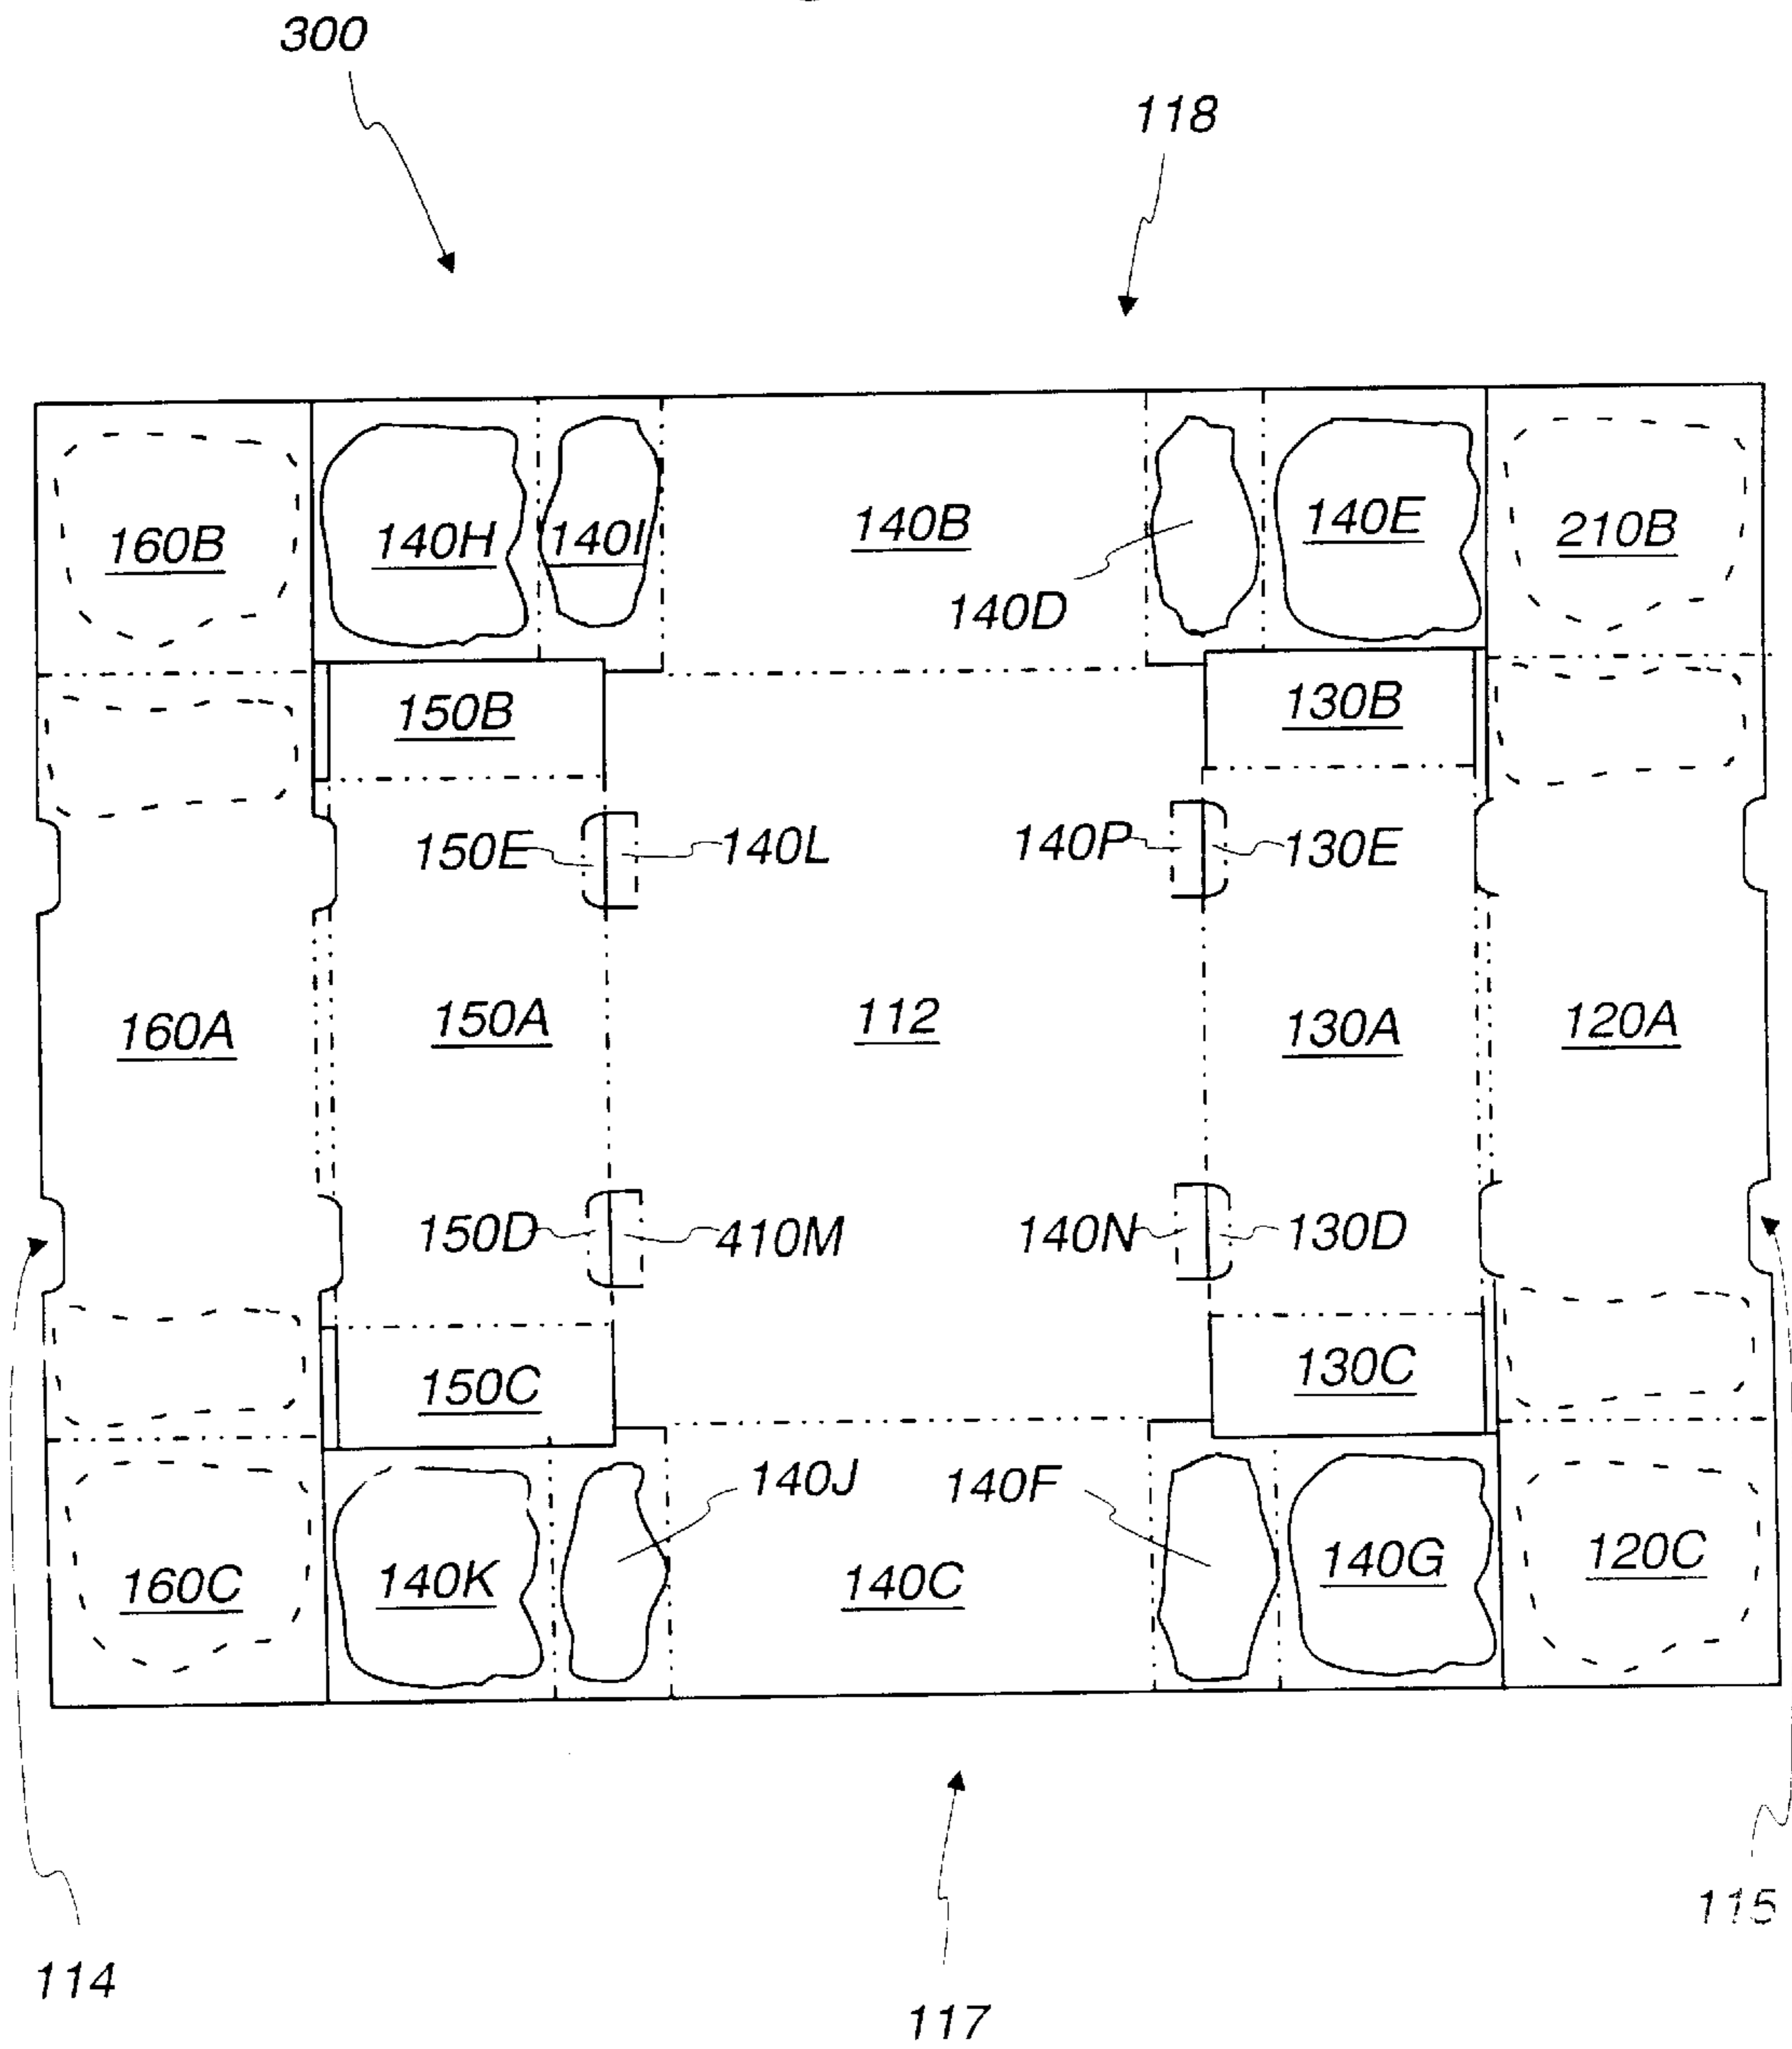 300
118
160B 140H 140I 140B 140E 210B
140D
150B 130B
150E 140L 140P 130E
160A 150A 112 130A 120A
150D 410M 140N 130D
150C 130C
140J 140F
160C 140K 140C 140G 120C
115
114
117